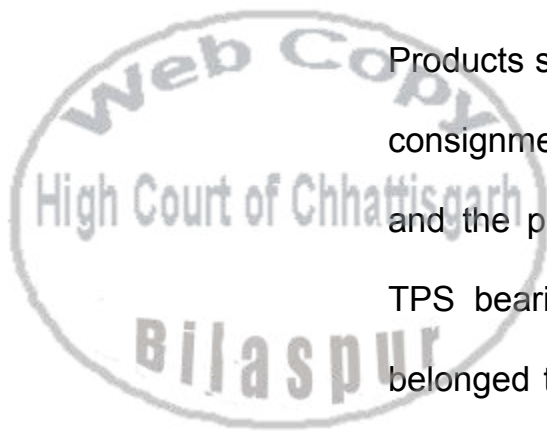 Web Copy
High Court of Chhattisgarh
Bilaspur
Products
consignme
and the p
TPS beari
belonged t